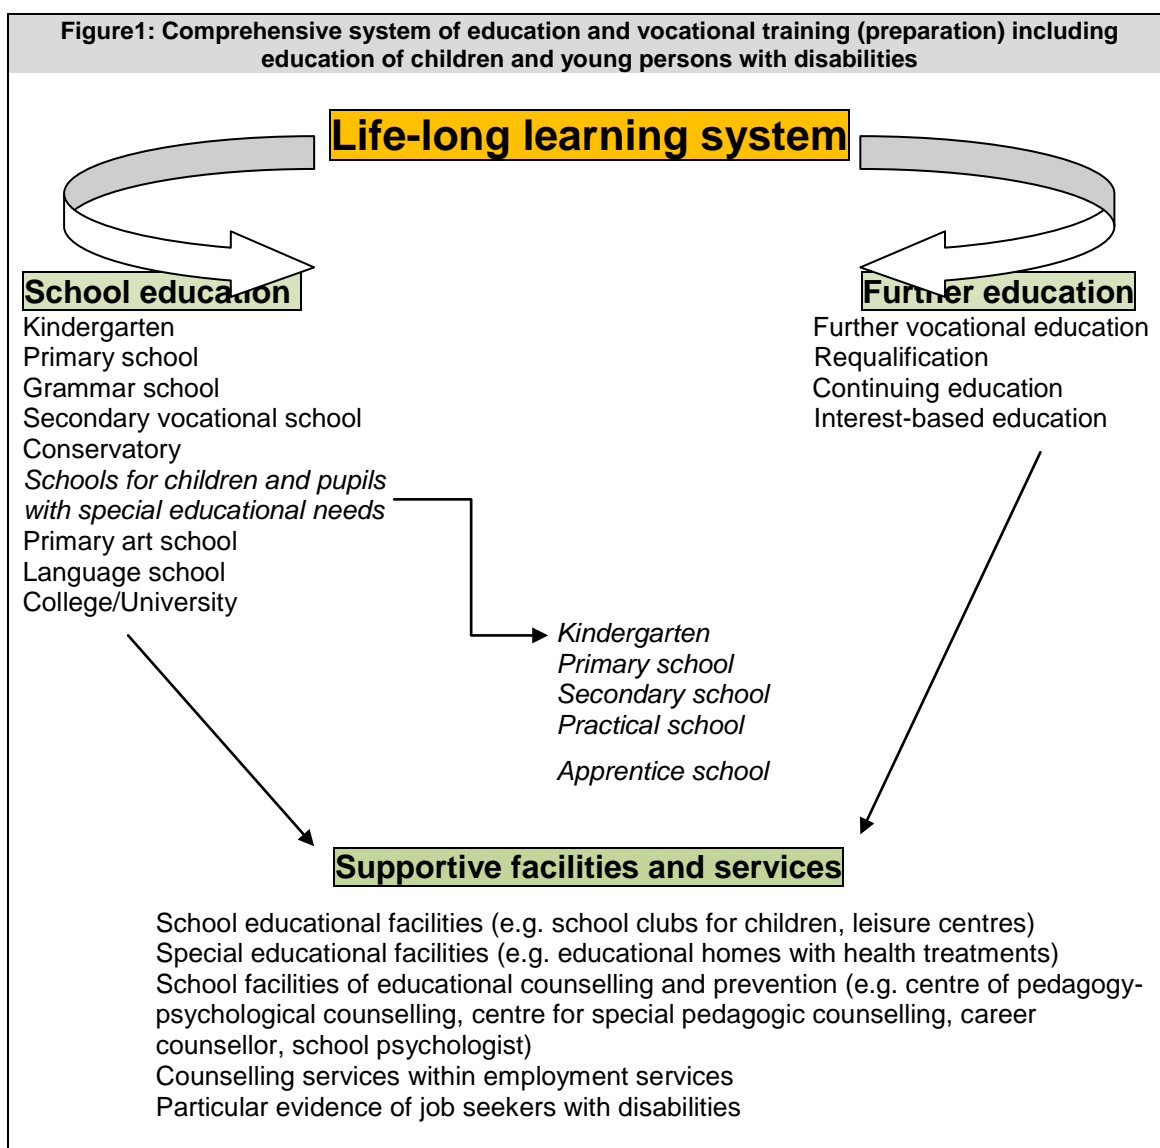 Figure1: Comprehensive system of education and vocational training (preparation) including
education of children and young persons with disabilities
Life-long learning system
School education
Kindergarten
Primary school
Grammar school
Secondary vocational school
Conservatory
Schools for children and pupils
with special educational needs
Primary art school
Language school
College/University
Further education
Further vocational education
Requalification
Continuing education
Interest-based education
Kindergarten
Primary school
Secondary school
Practical school
Apprentice school
Supportive facilities and services
School educational facilities (e.g. school clubs for children, leisure centres)
Special educational facilities (e.g. educational homes with health treatments)
School facilities of educational counselling and prevention (e.g. centre of pedagogy-
psychological counselling, centre for special pedagogic counselling, career
counsellor, school psychologist)
Counselling services within employment services
Particular evidence of job seekers with disabilities